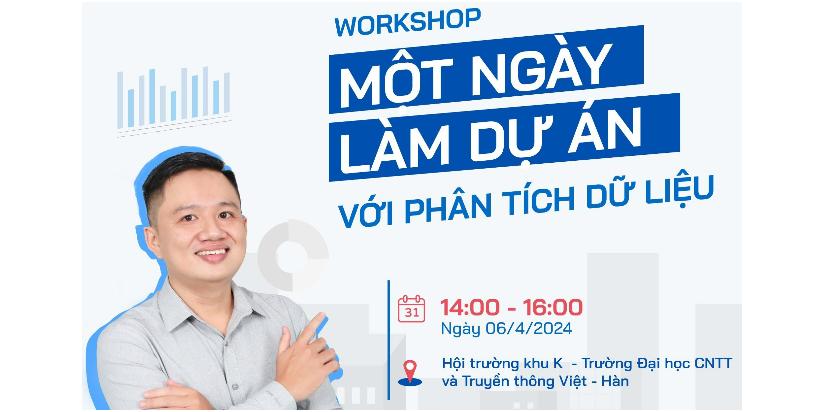 WORKSHOP
MỘT NGÀY
LÀM DỰ ÁN
VỚI PHÂN TÍCH DỮ LIỆU
31
14:00 - 16:00
Ngày 06/4/2024
Hội trường khu K - Trường Đại học CNTT
và Truyền thông Việt - Hàn